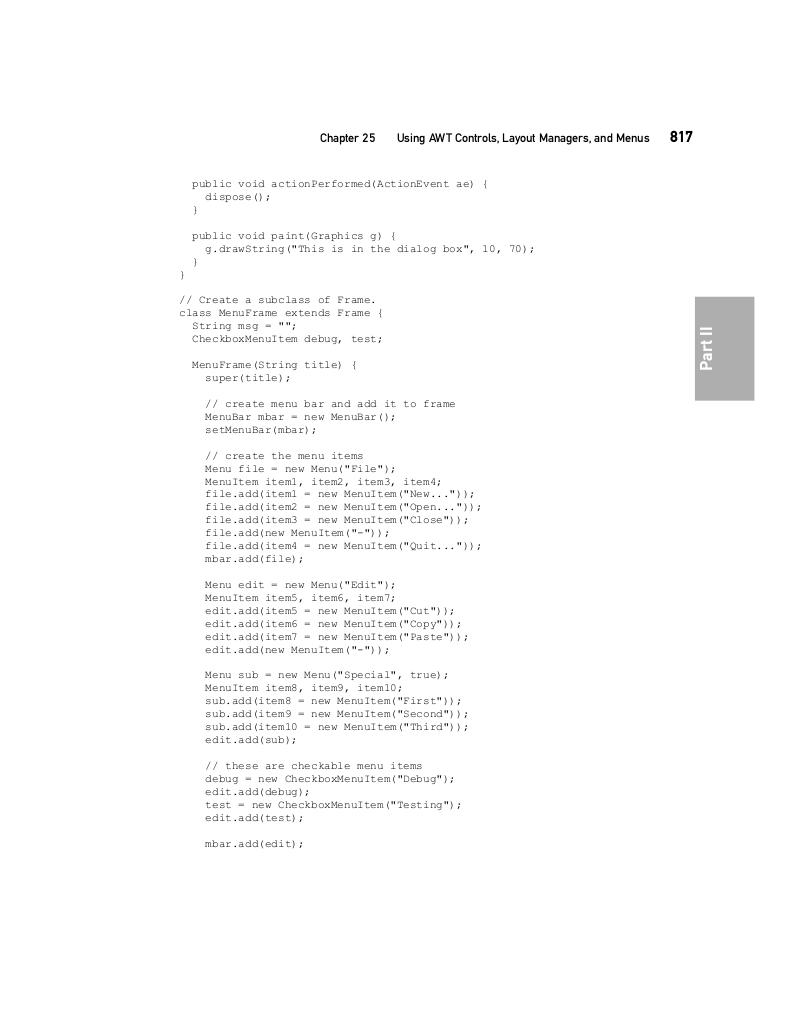 Chapter 25 Using AWT Controls, Layout Managers, and Menus 817
public void actionPerformed(ActionEvent ae) {
dispose();
}
public void paint(Graphics g) {
g.drawString("This is in the dialog box", 10, 70);
}
}
// Create a subclass of Frame.
class MenuFrame extends Frame {
String msg = "";
CheckboxMenuItem debug, test;
MenuFrame(String title) {
super(title);
// create menu bar and add it to frame
MenuBar mbar = new MenuBar();
setMenuBar(mbar);
// create the menu items
Menu file = new Menu("File");
MenuItem item1, item2, item3, item4;
file.add(item1 = new MenuItem("New..."));
file.add(item2 = new MenuItem("Open..."));
file.add(item3 = new MenuItem("Close"));
file.add(new MenuItem("-"));
file.add(item4 = new MenuItem("Quit..."));
mbar.add(file);
Menu edit = new Menu("Edit");
MenuItem item5, item6, item7;
edit.add(item5 = new MenuItem("Cut"));
edit.add(item6 = new MenuItem("Copy"));
edit.add(item7 = new MenuItem("Paste"));
edit.add(new MenuItem("-"));
Menu sub = new Menu("Special", true);
MenuItem item8, item9, item10;
sub.add(item8 = new MenuItem("First"));
sub.add(item9 = new MenuItem("Second"));
sub.add(item10 = new MenuItem("Third"));
edit.add(sub);
// these are checkable menu items
debug = new CheckboxMenuItem("Debug");
edit.add(debug);
test = new CheckboxMenuItem("Testing");
edit.add(test);
mbar.add(edit);
Part II